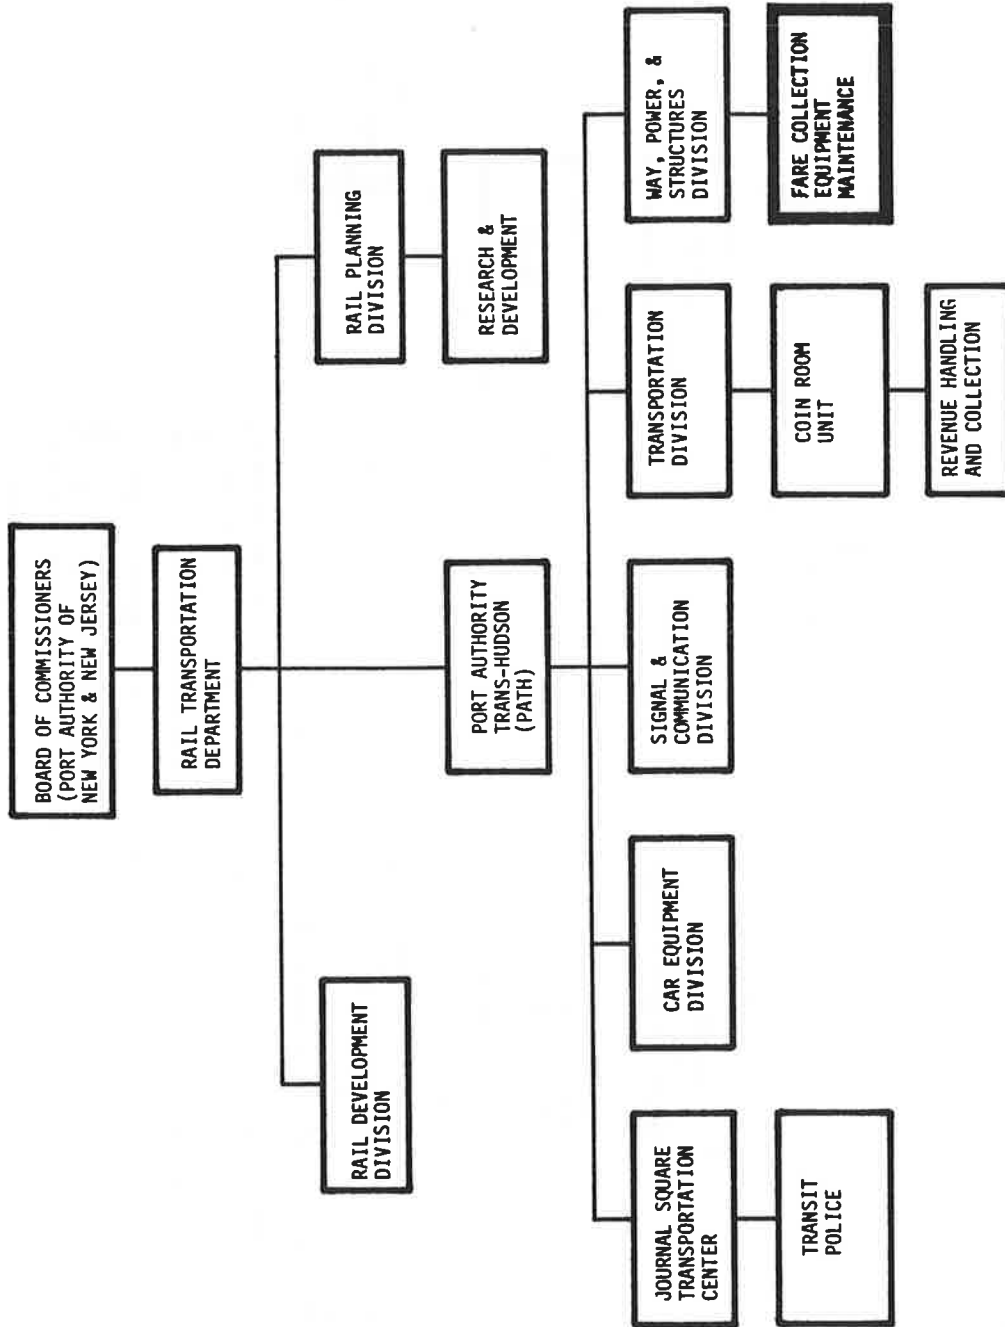 BOARD OF COMMISSIONERS
(PORT AUTHORITY OF
NEW YORK & NEW JERSEY)
RAIL TRANSPORTATION
DEPARTMENT
RAIL DEVELOPMENT
DIVISION
RAIL PLANNING
DIVISION
RESEARCH &
DEVELOPMENT
PORT AUTHORITY
TRANS-HUDSON
(PATH)
JOURNAL SQUARE
TRANSPORTATION
CENTER
CAR EQUIPMENT
DIVISION
SIGNAL &
COMMUNICATION
DIVISION
TRANSPORTATION
DIVISION
WAY, POWER, &
STRUCTURES
DIVISION
TRANSIT
POLICE
COIN ROOM
UNIT
FARE COLLECTION
EQUIPMENT
MAINTENANCE
REVENUE HANDLING
AND COLLECTION